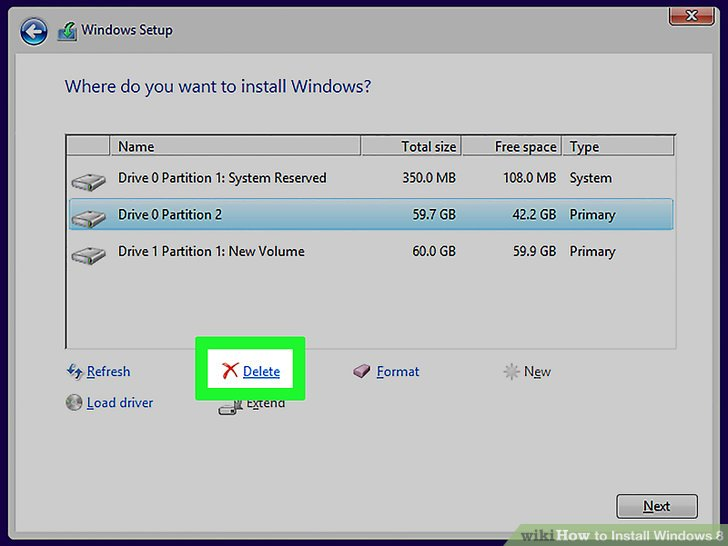 Windows Setup
Where do you want to install Windows?
Name Total size Free space Type
Drive 0 Partition 1: System Reserved 350.0 MB 108.0 MB System
Drive 0 Partition 2 59.7 GB 42.2 GB Primary
Drive 1 Partition 1: New Volume 60.0 GB 59.9 GB Primary
Refresh Delete Format New
Load driver Extend
Next
wikiHow to Install Windows 8